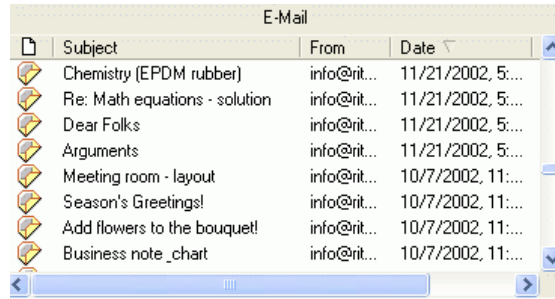 E-Mail
Subject From Date
Chemistry (EPDM rubber) info@rit... 11/21/2002, 5:...
Re: Math equations - solution info@rit... 11/21/2002, 5:...
Dear Folks info@rit... 11/21/2002, 5:...
Arguments info@rit... 11/21/2002, 5:...
Meeting room - layout info@rit... 10/7/2002, 11:...
Season's Greetings! info@rit... 10/7/2002, 11:...
Add flowers to the bouquet! info@rit... 10/7/2002, 11:...
Business note_chart info@rit... 10/7/2002, 11:...